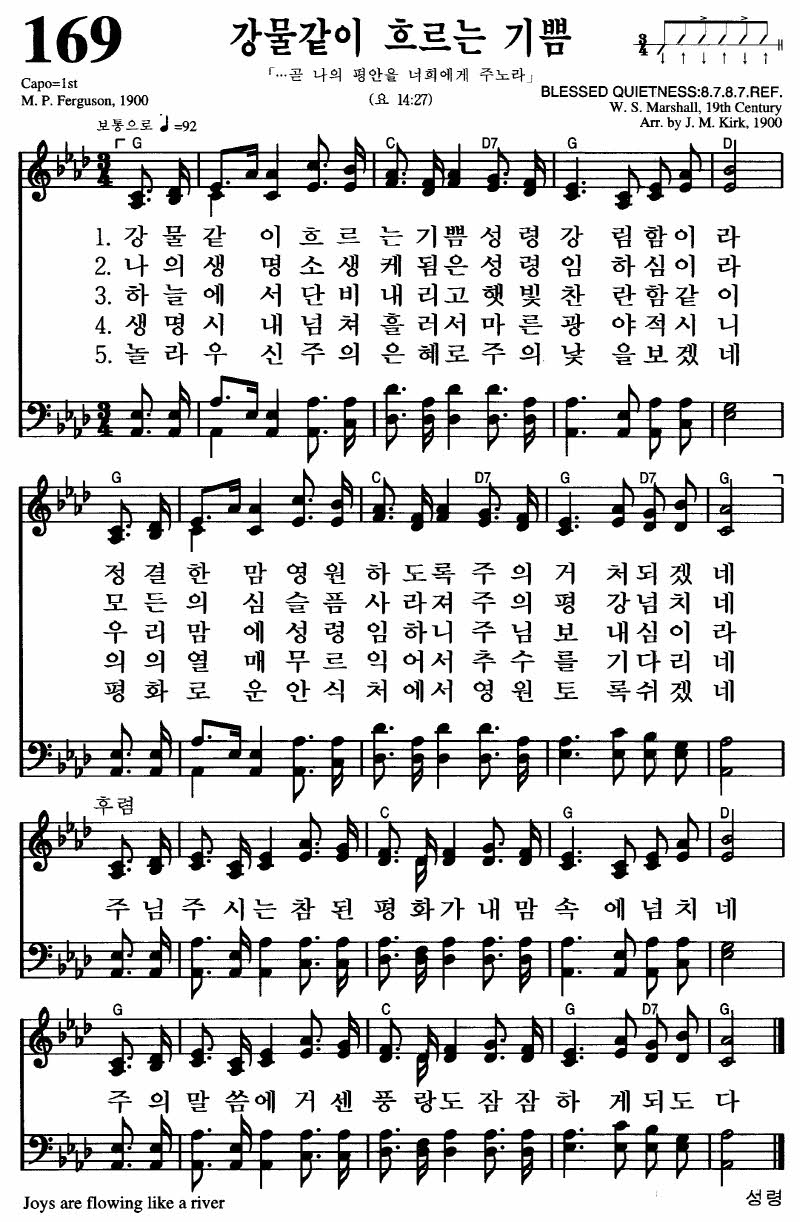 169
강물같이 흐르는 기쁨
「…곧 나의 평안을 너희에게 주노라」
(요 14:27)
Capo=1st
M. P. Ferguson, 1900
BLESSED QUIETNESS:8.7.8.7.REF.
W. S. Marshall, 19th Century
Arr. by J. M. Kirk, 1900
보통으로 ♩=92
3/4
G C D7 G D
1. 강 물 같 이 흐 르 는 기 쁨 성 령 강 림 함 이 라
2. 나 의 생 명 소 생 케 됨 은 성 령 임 하 심 이 라
3. 하 늘 에 서 단 비 내 리 고 햇 빛 찬 란 함 같 이
4. 생 명 시 내 넘 쳐 흘 러 서 마 른 광 야 적 시 니
5. 놀 라 우 신 주 의 은 혜 로 주 의 낯 을 보 겠 네
G C D7 G D7 G
정 결 한 맘 영 원 하 도 록 주 의 거 처 되 겠 네
모 든 의 심 슬 픔 사 라 져 주 의 평 강 넘 치 네
우 리 맘 에 성 령 임 하 니 주 님 보 내 심 이 라
의 의 열 매 무 르 익 어 서 추 수 를 기 다 리 네
평 화 로 운 안 식 처 에 서 영 원 토 록 쉬 겠 네
후렴
G C G D
주 님 주 시 는 참 된 평 화 가 내 맘 속 에 넘 치 네
G C G D7 G
주 의 말 씀 에 거 센 풍 랑 도 잠 잠 하 게 되 도 다
Joys are flowing like a river
성령